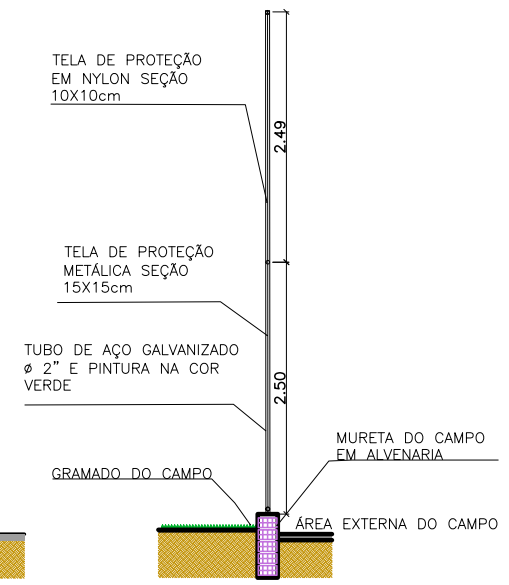 TELA DE PROTEÇÃO
EM NYLON SEÇÃO
10X10cm
2.49
TELA DE PROTEÇÃO
METÁLICA SEÇÃO
15X15cm
TUBO DE AÇO GALVANIZADO
ø 2" E PINTURA NA COR
VERDE
2.50
MURETA DO CAMPO
EM ALVENARIA
GRAMADO DO CAMPO
ÁREA EXTERNA DO CAMPO